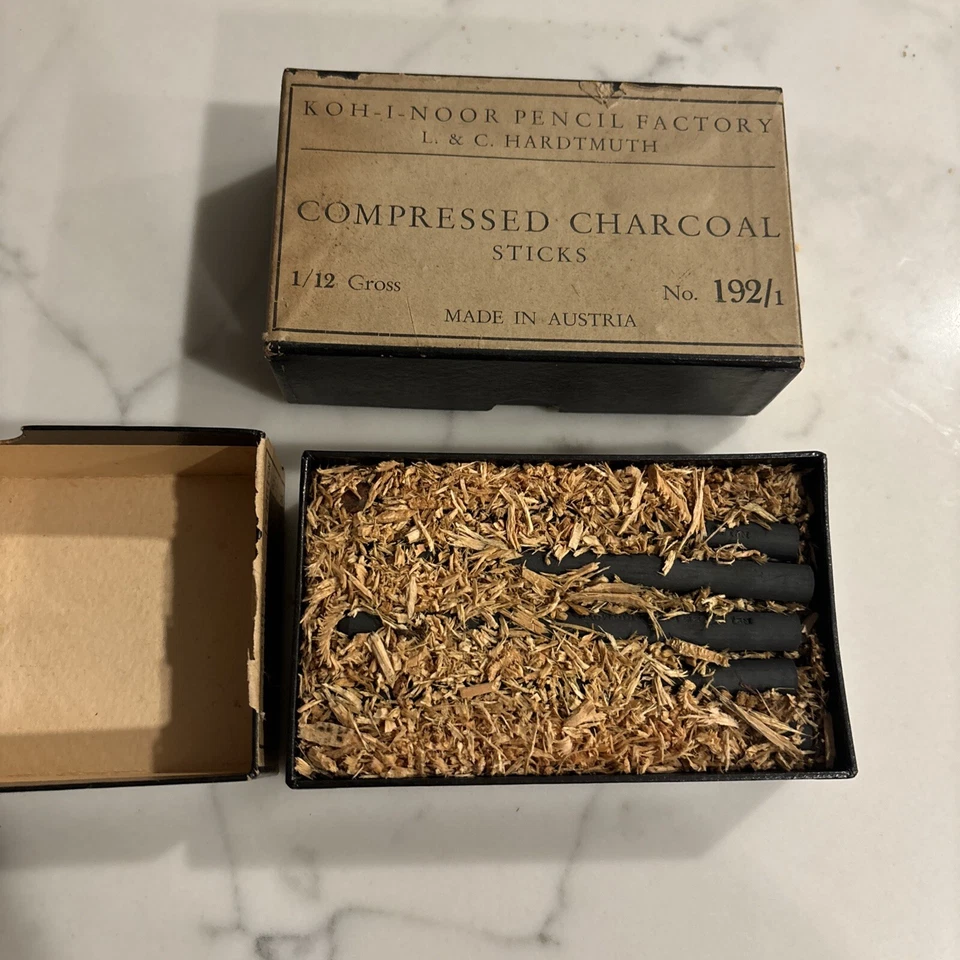 KOH-I-NOOR PENCIL FACTORY
L. & C. HARDTMUTH
COMPRESSED CHARCOAL
STICKS
1/12 Gross
No. 192/1
MADE IN AUSTRIA